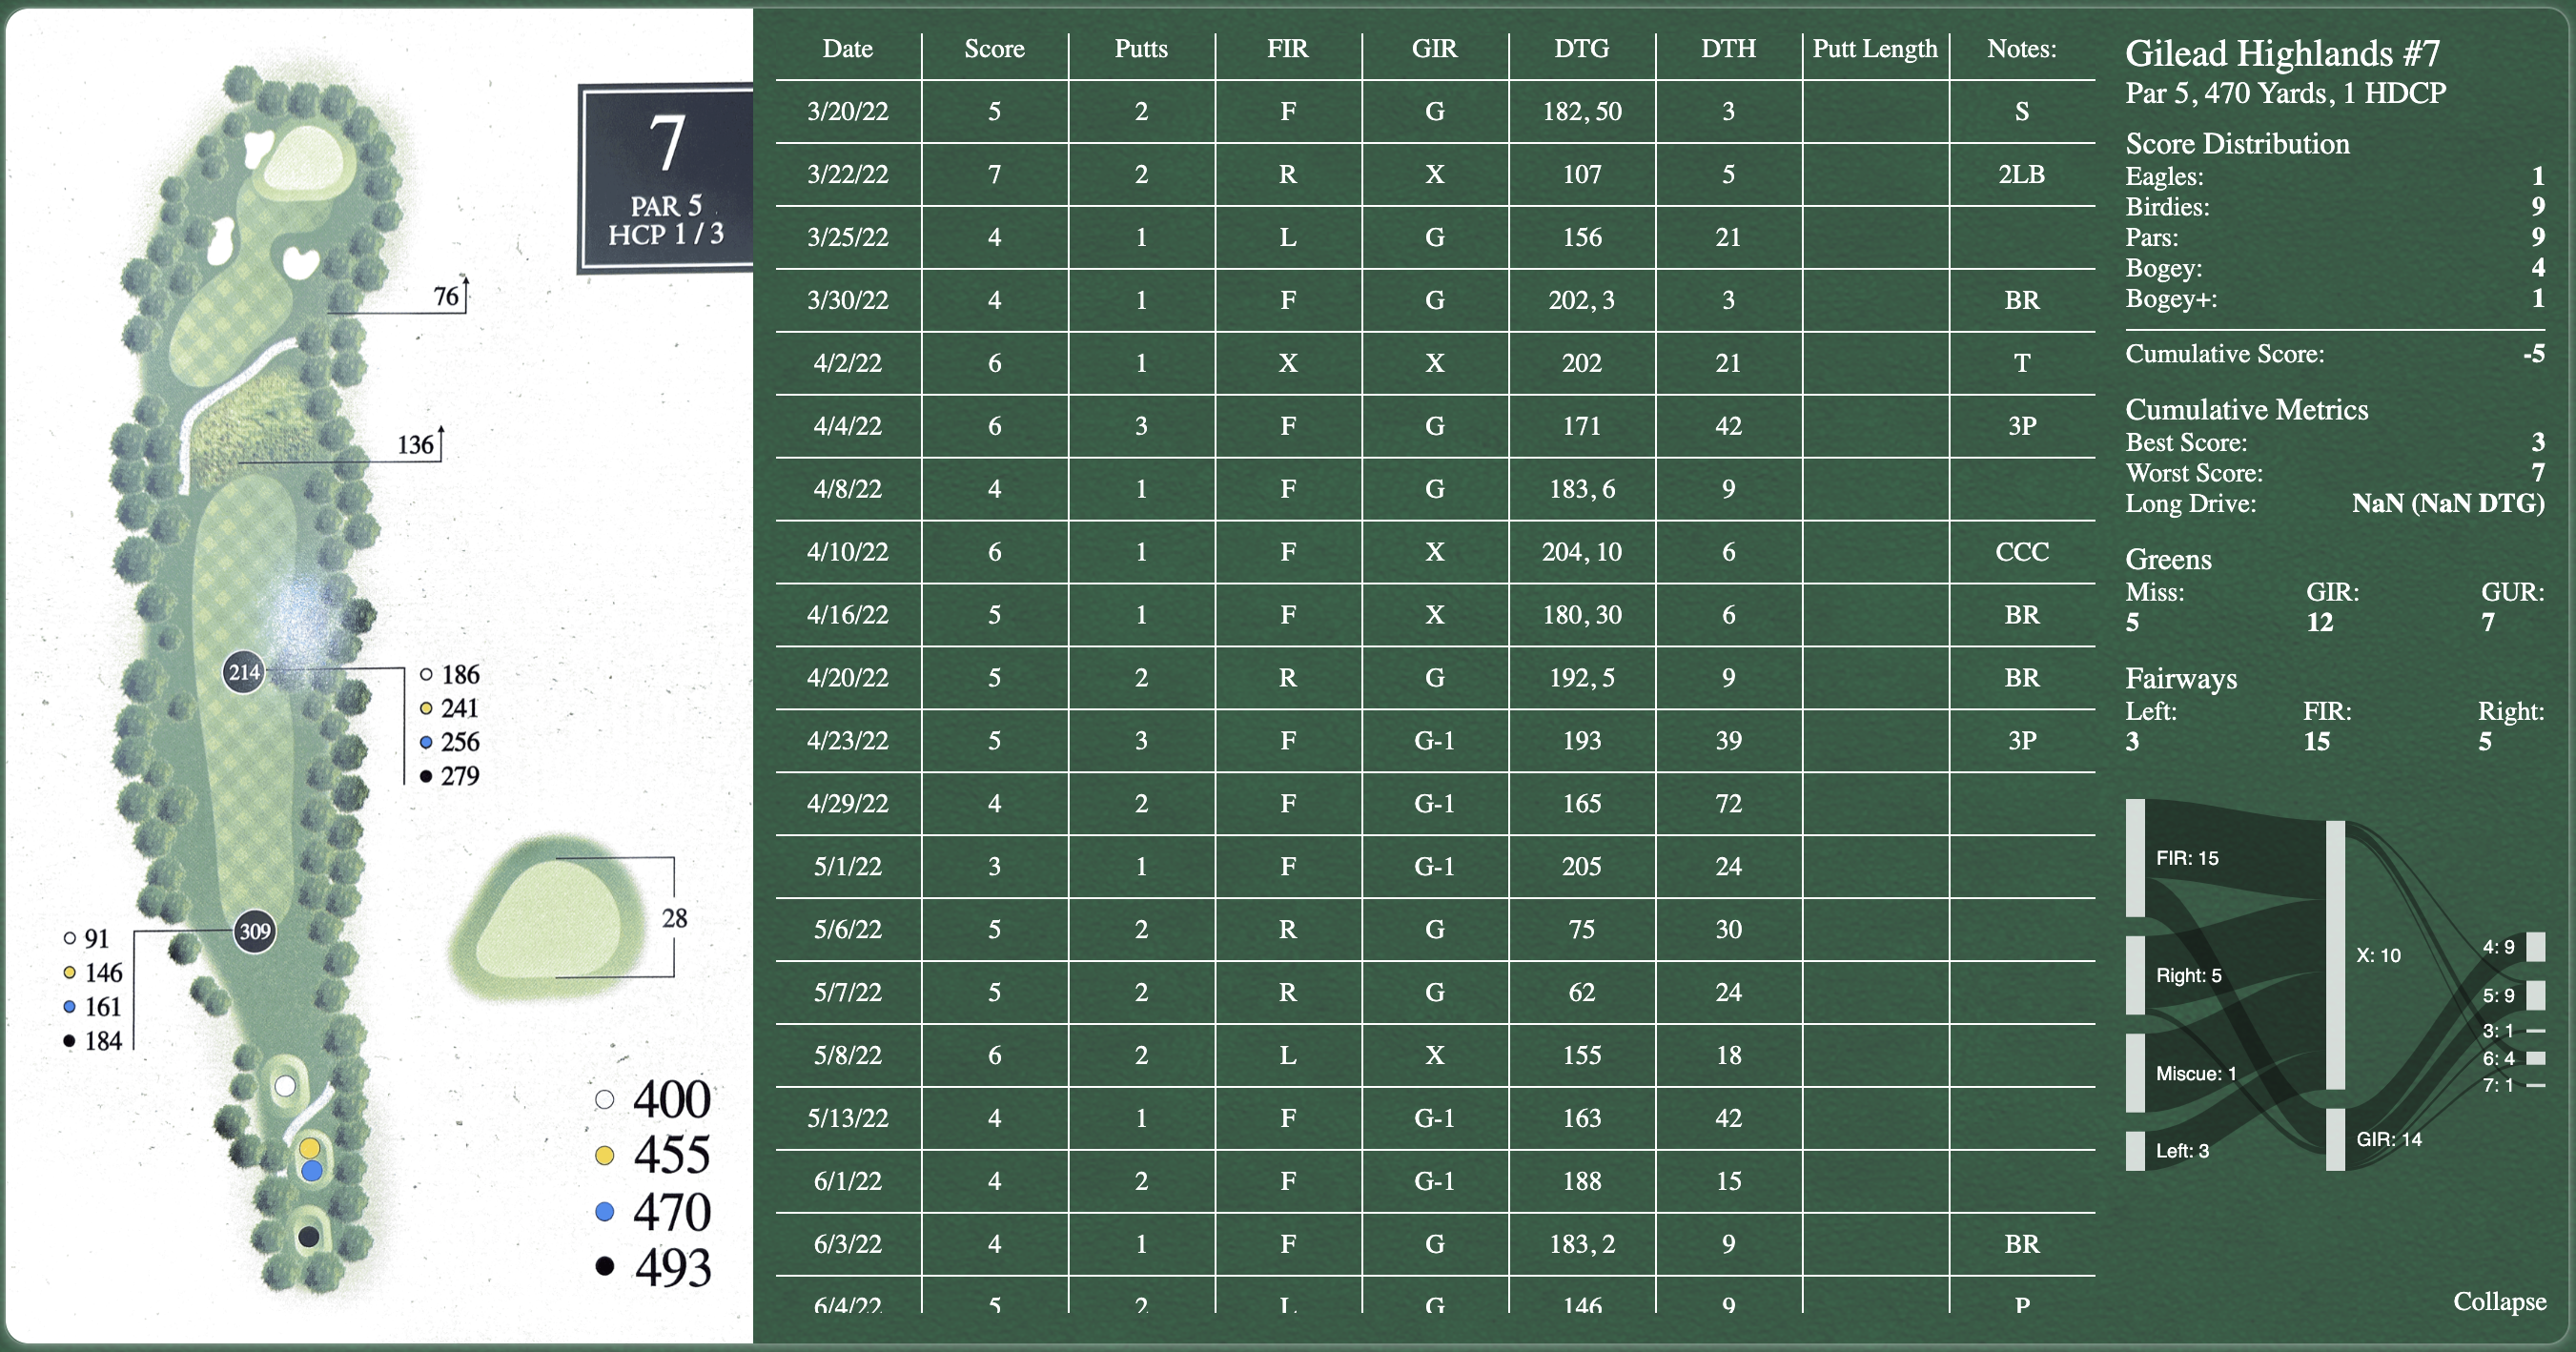 7
PAR 5
HCP 1/3
76
136
214
186
241
256
279
309
91
146
161
184
28
400
455
470
493
Date Score Putts FIR GIR DTG DTH Putt Length Notes:
3/20/22 5 2 F G 182, 50 3 S
3/22/22 7 2 R X 107 5 2LB
3/25/22 4 1 L G 156 21
3/30/22 4 1 F G 202, 3 3 BR
4/2/22 6 1 X X 202 21 T
4/4/22 6 3 F G 171 42 3P
4/8/22 4 1 F G 183, 6 9
4/10/22 6 1 F X 204, 10 6 CCC
4/16/22 5 1 F X 180, 30 6 BR
4/20/22 5 2 R G 192, 5 9 BR
4/23/22 5 3 F G-1 193 39 3P
4/29/22 4 2 F G-1 165 72
5/1/22 3 1 F G-1 205 24
5/6/22 5 2 R G 75 30
5/7/22 5 2 R G 62 24
5/8/22 6 2 L X 155 18
5/13/22 4 1 F G-1 163 42
6/1/22 4 2 F G-1 188 15
6/3/22 4 1 F G 183, 2 9 BR
6/4/22 5 2 L G 146 9 P
Gilead Highlands #7
Par 5, 470 Yards, 1 HDCP
Score Distribution
Eagles: 1
Birdies: 9
Pars: 9
Bogey: 4
Bogey+: 1
Cumulative Score: -5
Cumulative Metrics
Best Score: 3
Worst Score: 7
Long Drive: NaN (NaN DTG)
Greens
Miss: GIR: GUR:
5 12 7
Fairways
Left: FIR: Right:
3 15 5
FIR: 15
Right: 5
Miscue: 1
Left: 3
X: 10
GIR: 14
4: 9
5: 9
3: 1
6: 4
7: 1
Collapse